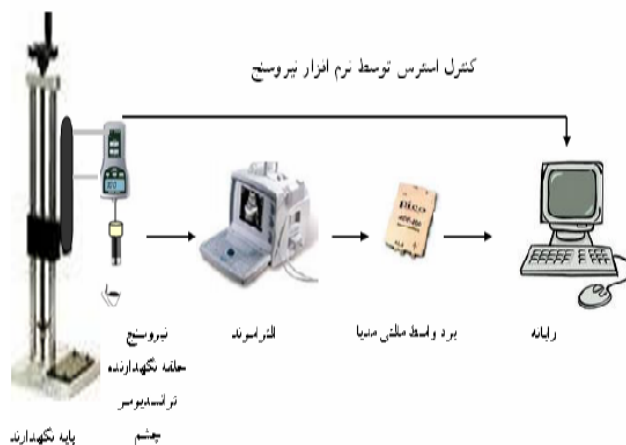 کنترل استرس توسط نرم افزار نیروسنج
pico
نیروسنج
حلقه نگهدارنده
ترانسدیوسر
چشم
پایه نگهدارنده
التراسوند
برد واسط مالتی مدیا
رایانه